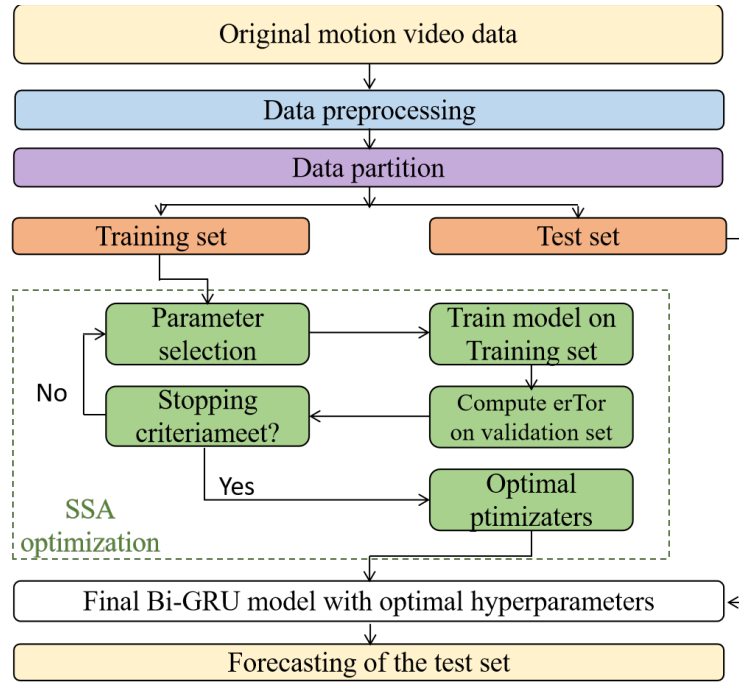 Original motion video data
Data preprocessing
Data partition
Training set
Test set
Parameter
selection
Train model on
Training set
No
Stopping
criteriameet?
Compute erTor
on validation set
Yes
Optimal
ptimizaters
SSA
optimization
Final Bi-GRU model with optimal hyperparameters
Forecasting of the test set